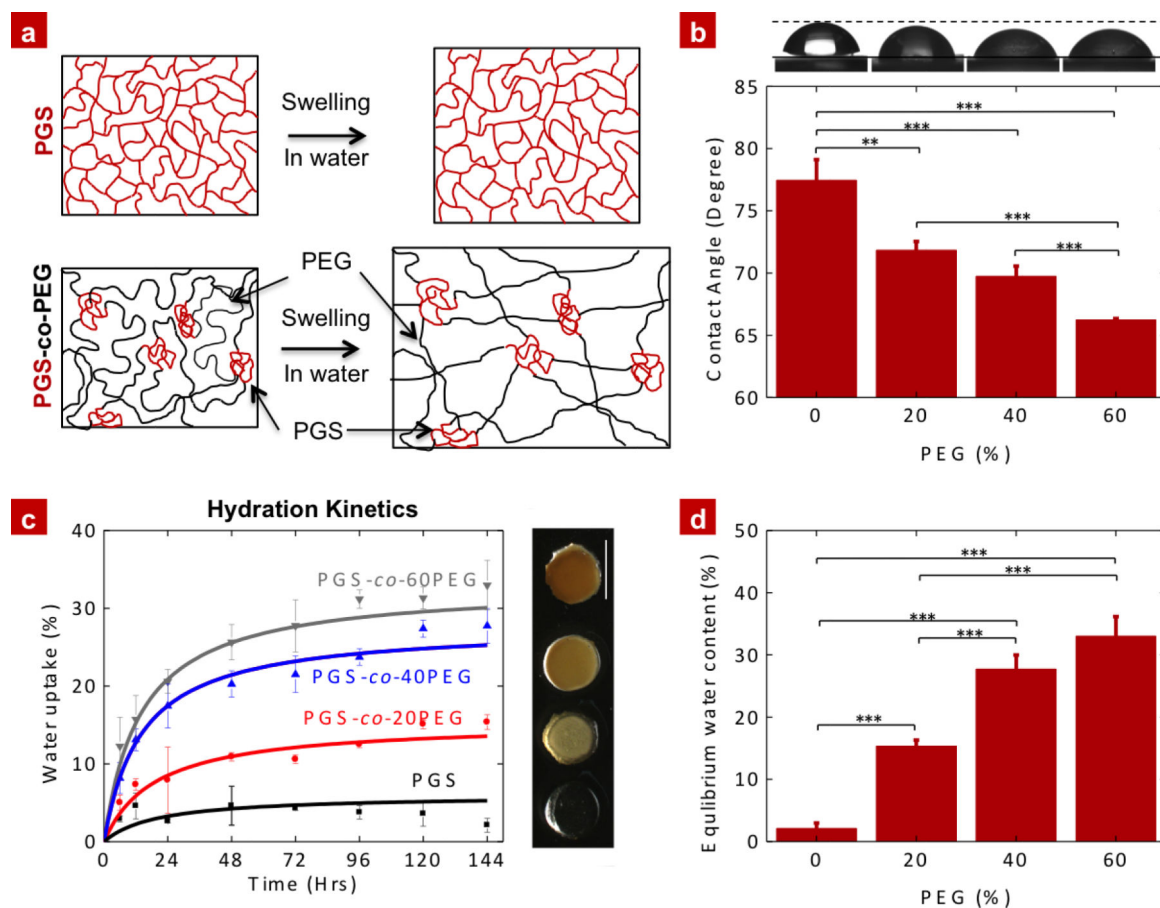 a
PGS
Swelling
In water
PGS-co-PEG
PEG
Swelling
In water
PGS
b
85
80
75
70
65
60
Contact Angle (Degree)
***
***
**
***
***
0 20 40 60
PEG (%)
c
Hydration Kinetics
40
30
20
10
0
Water uptake (%)
PGS-co-60PEG
PGS-co-40PEG
PGS-co-20PEG
PGS
0 24 48 72 96 120 144
Time (Hrs)
d
50
40
30
20
10
0
Equlibrium water content (%)
***
***
***
***
***
0 20 40 60
PEG (%)